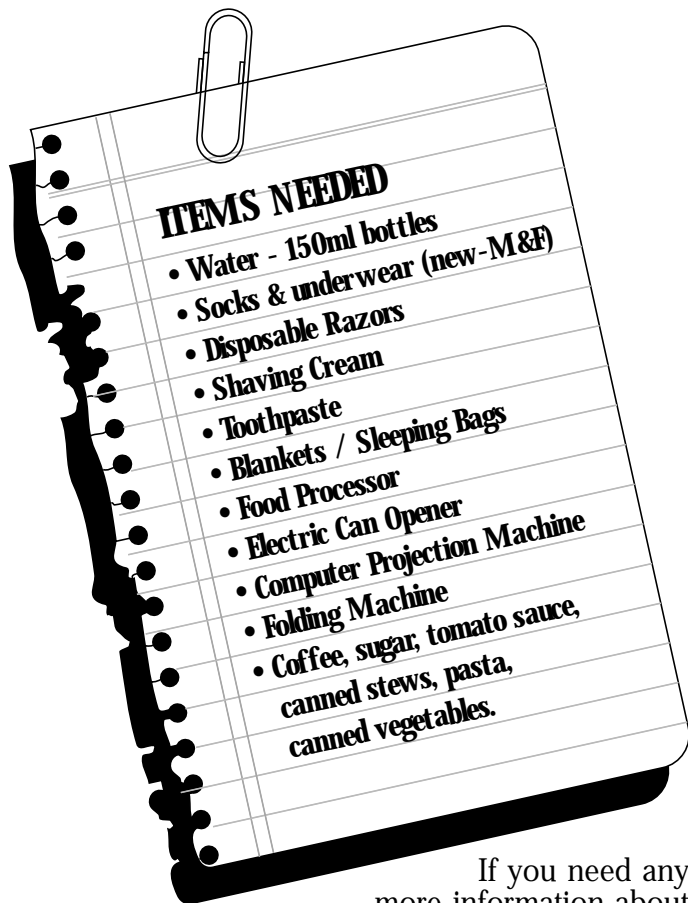 ITEMS NEEDED
• Water - 150ml bottles
• Socks & underwear (new-M&F)
• Disposable Razors
• Shaving Cream
• Toothpaste
• Blankets / Sleeping Bags
• Food Processor
• Electric Can Opener
• Computer Projection Machine
• Folding Machine
• Coffee, sugar, tomato sauce,
canned stews, pasta,
canned vegetables.
If you need any
more information about